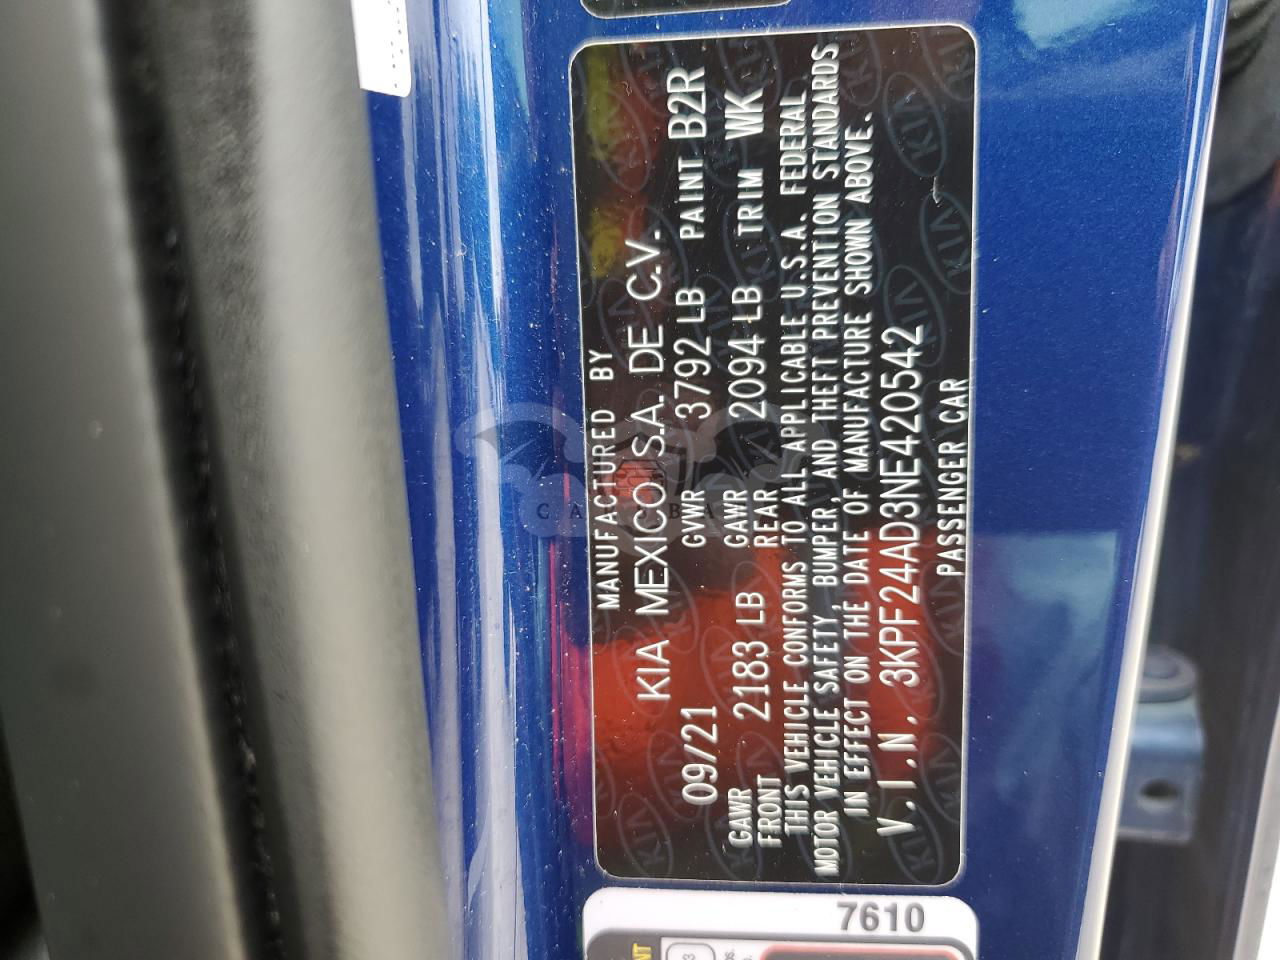 MANUFACTURED BY
KIA MEXICO,S.A. DE C.V.
09/21 GVWR 3792 LB PAINT B2R
GAWR FRONT 2183 LB GAWR REAR 2094 LB TRIM WK
THIS VEHICLE CONFORMS TO ALL APPLICABLE U.S.A. FEDERAL
MOTOR VEHICLE SAFETY, BUMPER, AND THEFT PREVENTION STANDARDS
IN EFFECT ON THE DATE OF MANUFACTURE SHOWN ABOVE.
V.I.N. 3KPF24AD3NE420542
PASSENGER CAR
7610